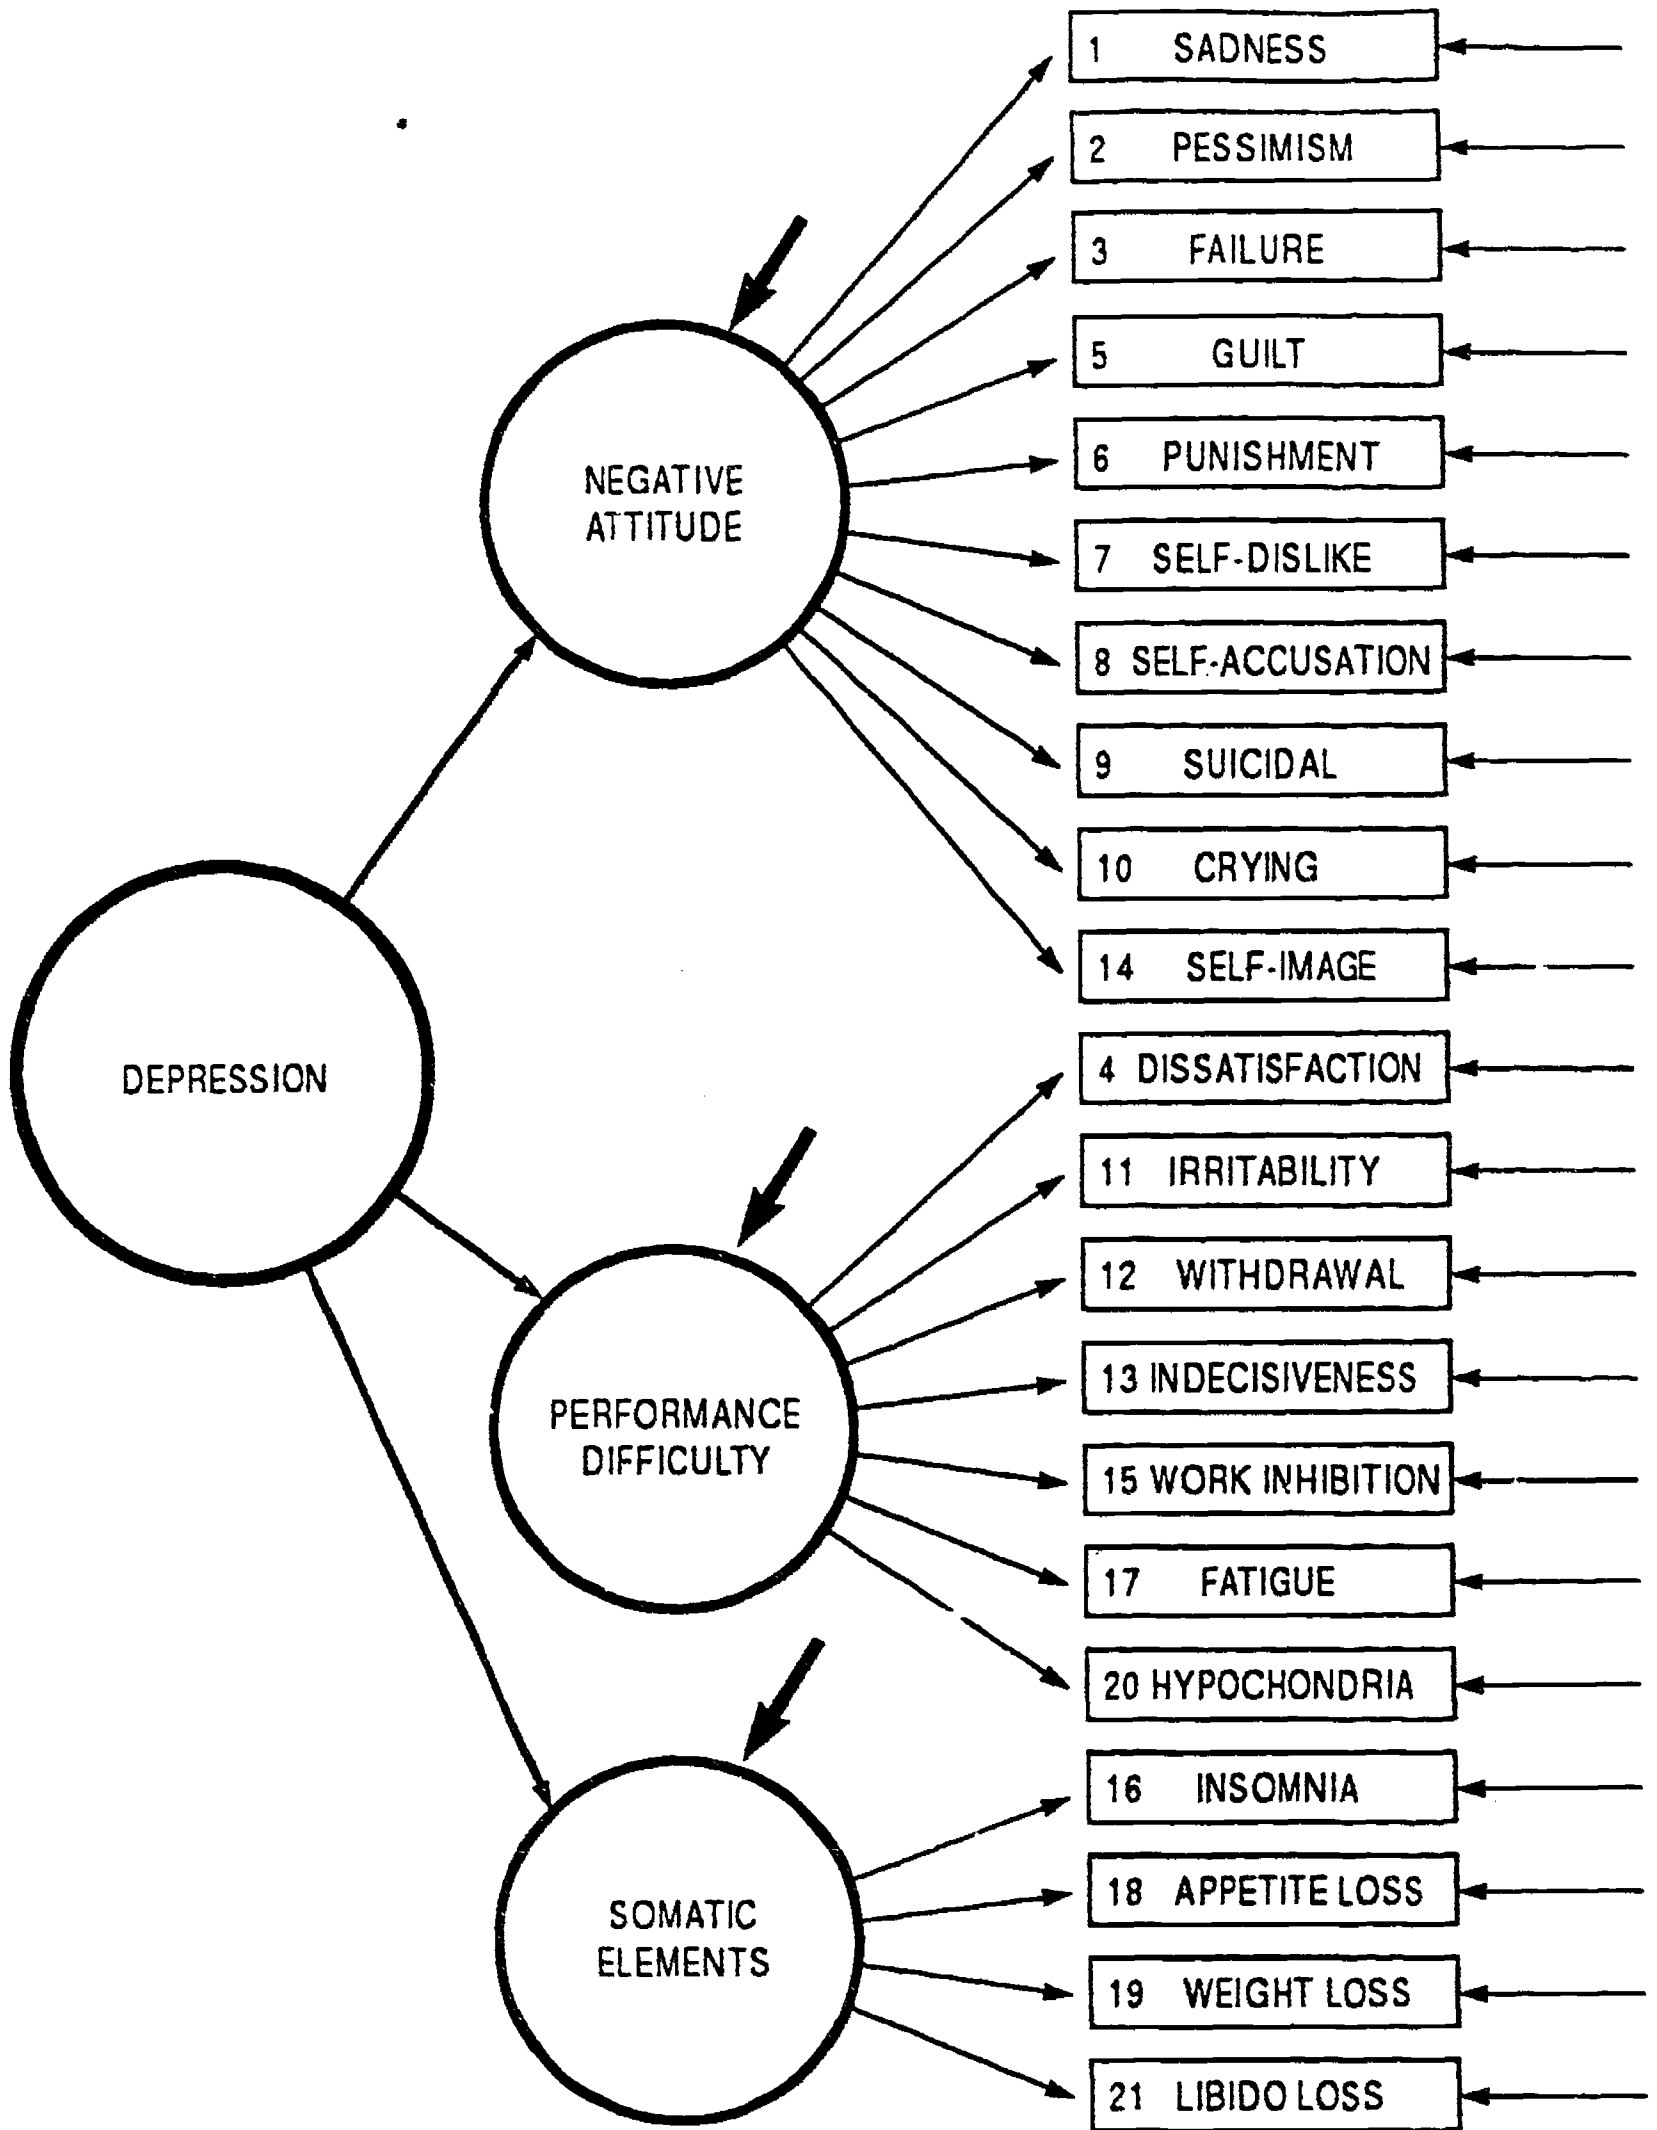 1 SADNESS
2 PESSIMISM
3 FAILURE
5 GUILT
6 PUNISHMENT
NEGATIVE
ATTITUDE
7 SELF-DISLIKE
8 SELF-ACCUSATION
9 SUICIDAL
10 CRYING
14 SELF-IMAGE
DEPRESSION
4 DISSATISFACTION
11 IRRITABILITY
12 WITHDRAWAL
13 INDECISIVENESS
PERFORMANCE
DIFFICULTY
15 WORK INHIBITION
17 FATIGUE
20 HYPOCHONDRIA
16 INSOMNIA
18 APPETITE LOSS
SOMATIC
ELEMENTS
19 WEIGHT LOSS
21 LIBIDO LOSS